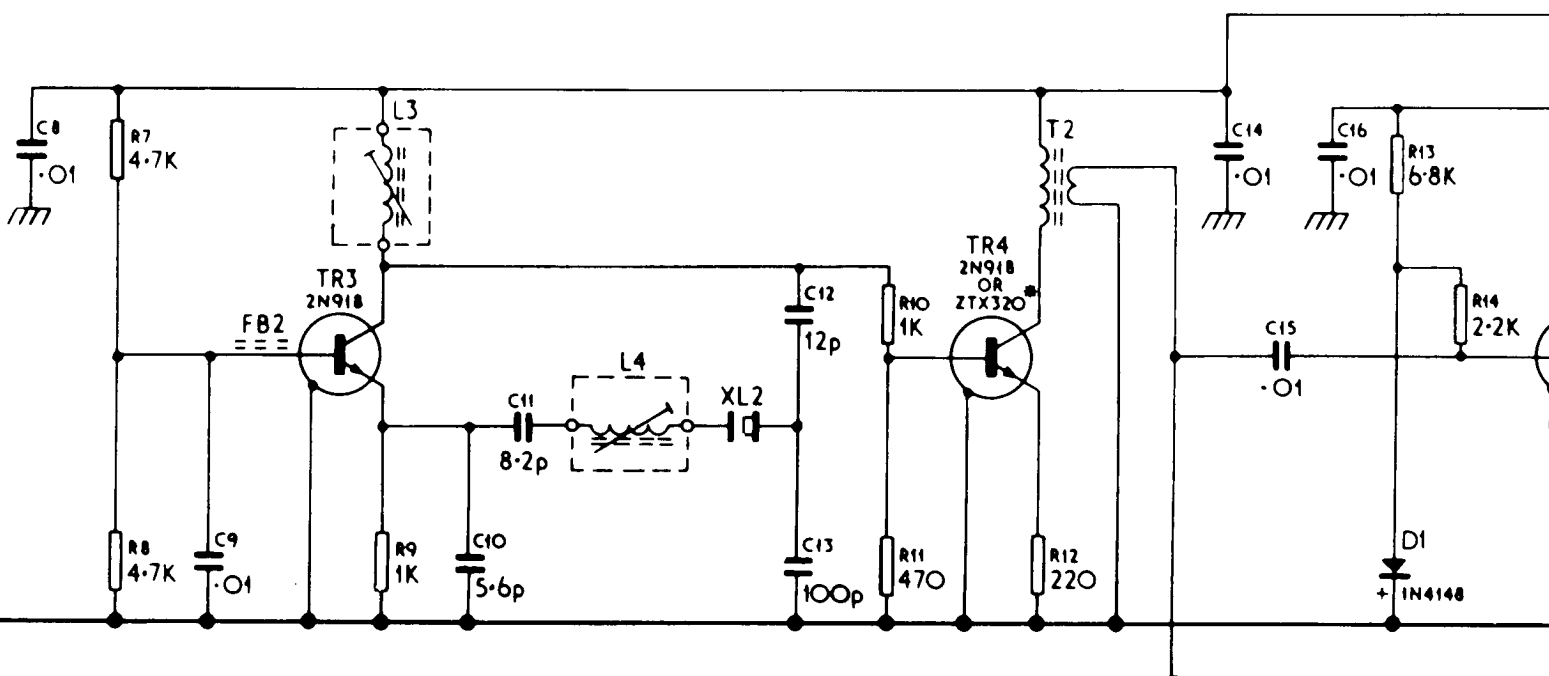 C8
.01
R7
4.7K
L3
T2
C14
.01
C16
.01
R13
6.8K
TR3
2N918
FB2
C12
12p
R10
1K
TR4
2N918
OR
ZTX320*
R14
2.2K
C15
.01
C11
8.2p
L4
XL2
R8
4.7K
C9
.01
R9
1K
C10
5.6p
C13
100p
R11
470
R12
220
D1
+ 1N4148